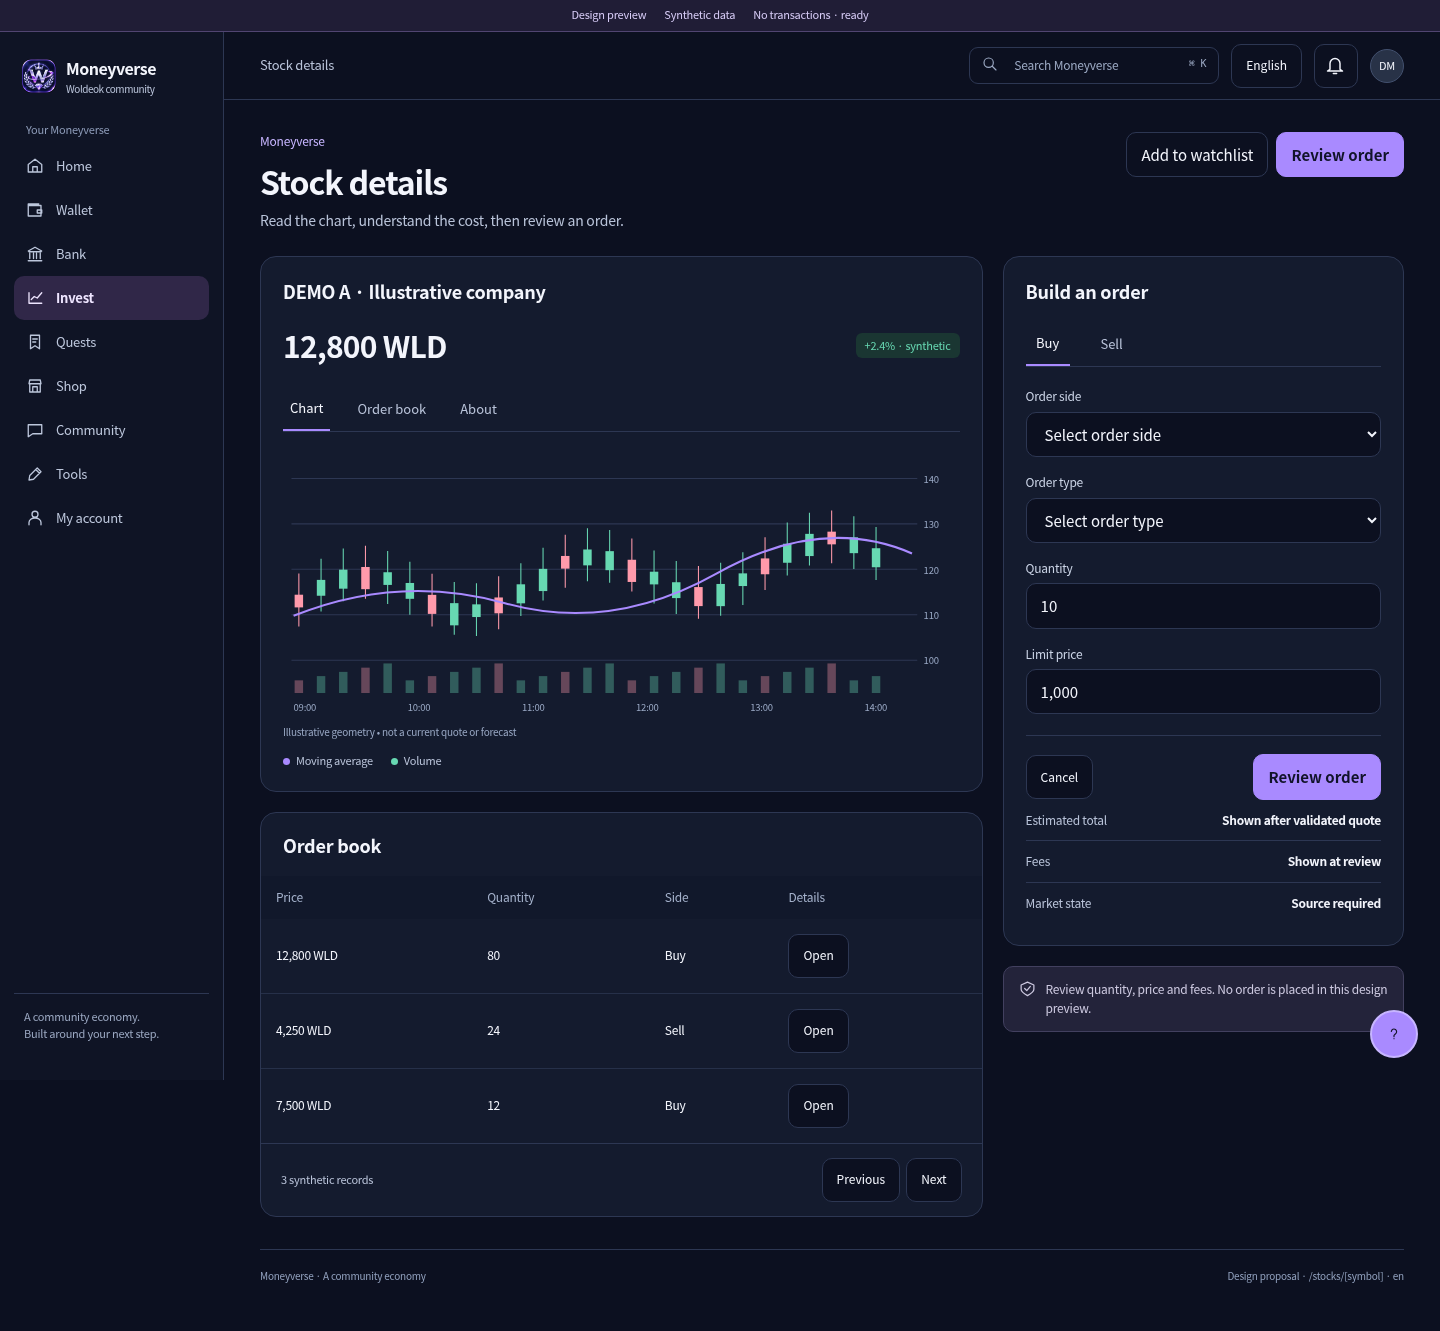 Design preview Synthetic data No transactions · ready
Moneyverse
Woldeok community
Your Moneyverse
Home
Wallet
Bank
Invest
Quests
Shop
Community
Tools
My account
A community economy.
Built around your next step.
Stock details
Search Moneyverse ⌘ K
English
DM
Moneyverse
Stock details
Read the chart, understand the cost, then review an order.
Add to watchlist
Review order
DEMO A · Illustrative company
12,800 WLD
+2.4% · synthetic
Chart Order book About
140
130
120
110
100
09:00 10:00 11:00 12:00 13:00 14:00
Illustrative geometry • not a current quote or forecast
Moving average Volume
Order book
Price Quantity Side Details
12,800 WLD 80 Buy Open
4,250 WLD 24 Sell Open
7,500 WLD 12 Buy Open
3 synthetic records Previous Next
Build an order
Buy Sell
Order side
Select order side
Order type
Select order type
Quantity
10
Limit price
1,000
Cancel Review order
Estimated total Shown after validated quote
Fees Shown at review
Market state Source required
Review quantity, price and fees. No order is placed in this design
preview.
?
Moneyverse · A community economy
Design proposal · /stocks/[symbol] · en